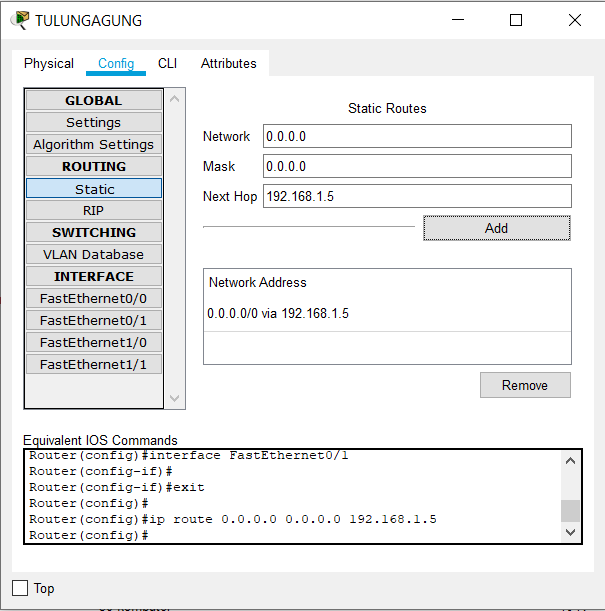 TULUNGAGUNG
Physical Config CLI Attributes
GLOBAL
Settings
Algorithm Settings
ROUTING
Static
RIP
SWITCHING
VLAN Database
INTERFACE
FastEthernet0/0
FastEthernet0/1
FastEthernet1/0
FastEthernet1/1
Static Routes
Network 0.0.0.0
Mask 0.0.0.0
Next Hop 192.168.1.5
Add
Network Address
0.0.0.0/0 via 192.168.1.5
Remove
Equivalent IOS Commands
Router(config)#interface FastEthernet0/1
Router(config-if)#
Router(config-if)#exit
Router(config)#
Router(config)#ip route 0.0.0.0 0.0.0.0 192.168.1.5
Router(config)#
Top